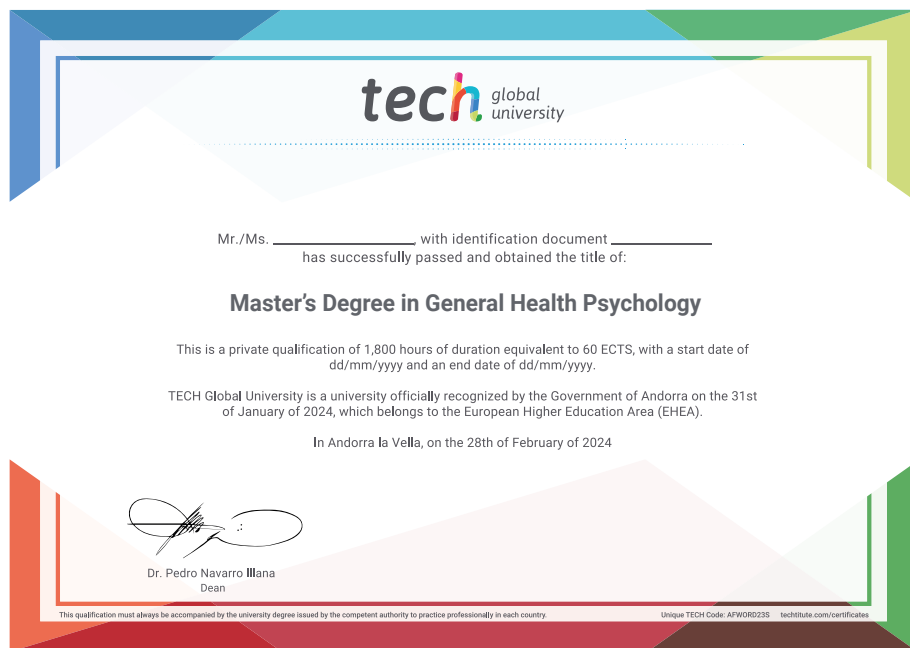 tech global
university
Mr./Ms. ________________, with identification document ____________
has successfully passed and obtained the title of:
Master's Degree in General Health Psychology
This is a private qualification of 1,800 hours of duration equivalent to 60 ECTS, with a start date of
dd/mm/yyyy and an end date of dd/mm/yyyy.
TECH Global University is a university officially recognized by the Government of Andorra on the 31st
of January of 2024, which belongs to the European Higher Education Area (EHEA).
In Andorra la Vella, on the 28th of February of 2024
Dr. Pedro Navarro Illana
Dean
This qualification must always be accompanied by the university degree issued by the competent authority to practice professionally in each country.
Unique TECH Code: AFWORD23S techtitute.com/certificates